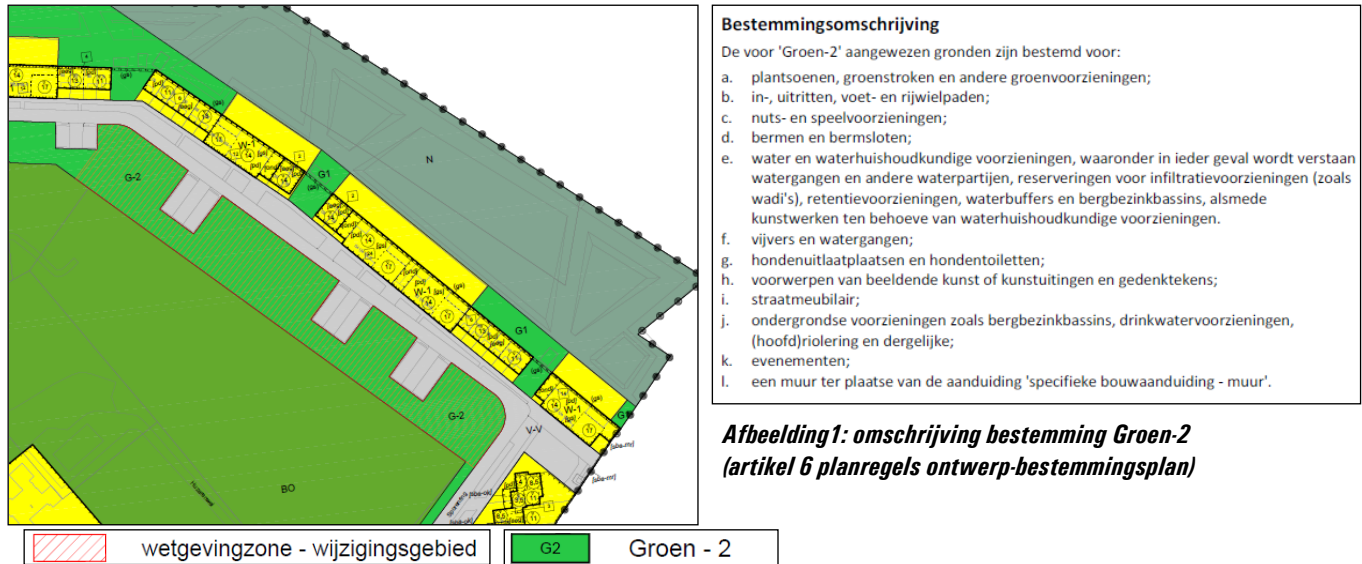 N
W-1
G1
G-2
W-1
G1
G-2
W-1
V-V
BO
wetgevingzone - wijzigingsgebied
G2
Groen - 2
Bestemmingsomschrijving
De voor 'Groen-2' aangewezen gronden zijn bestemd voor:
a. plantsoenen, groenstroken en andere groenvoorzieningen;
b. in-, uitritten, voet- en rijwielpaden;
c. nuts- en speelvoorzieningen;
d. bermen en bermsloten;
e. water en waterhuishoudkundige voorzieningen, waaronder in ieder geval wordt verstaan
watergangen en andere waterpartijen, reserveringen voor infiltratievoorzieningen (zoals
wadi's), retentievoorzieningen, waterbuffers en bergbezinkbassins, alsmede
kunstwerken ten behoeve van waterhuishoudkundige voorzieningen.
f. vijvers en watergangen;
g. hondenuitlaatplaatsen en hondentoiletten;
h. voorwerpen van beeldende kunst of kunstuitingen en gedenktekens;
i. straatmeubilair;
j. ondergrondse voorzieningen zoals bergbezinkbassins, drinkwatervoorzieningen,
(hoofd)riolering en dergelijke;
k. evenementen;
l. een muur ter plaatse van de aanduiding 'specifieke bouwaanduiding - muur'.
Afbeelding1: omschrijving bestemming Groen-2
(artikel 6 planregels ontwerp-bestemmingsplan)